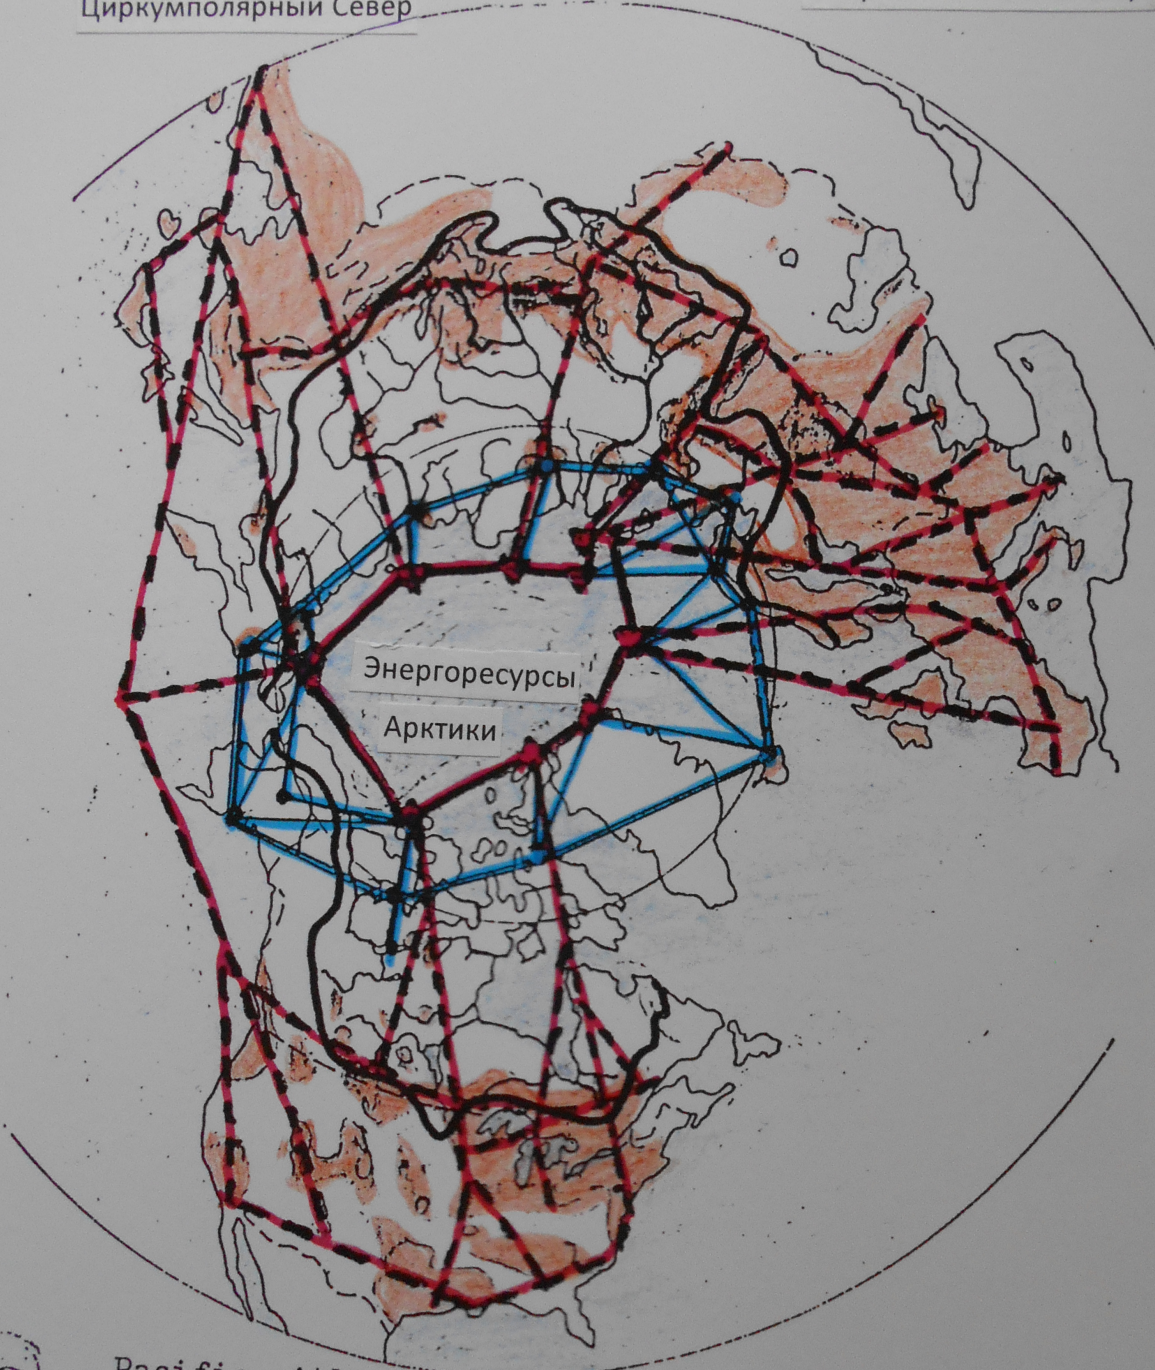 Циркумполярный Север
Энергоресурсы
Арктики